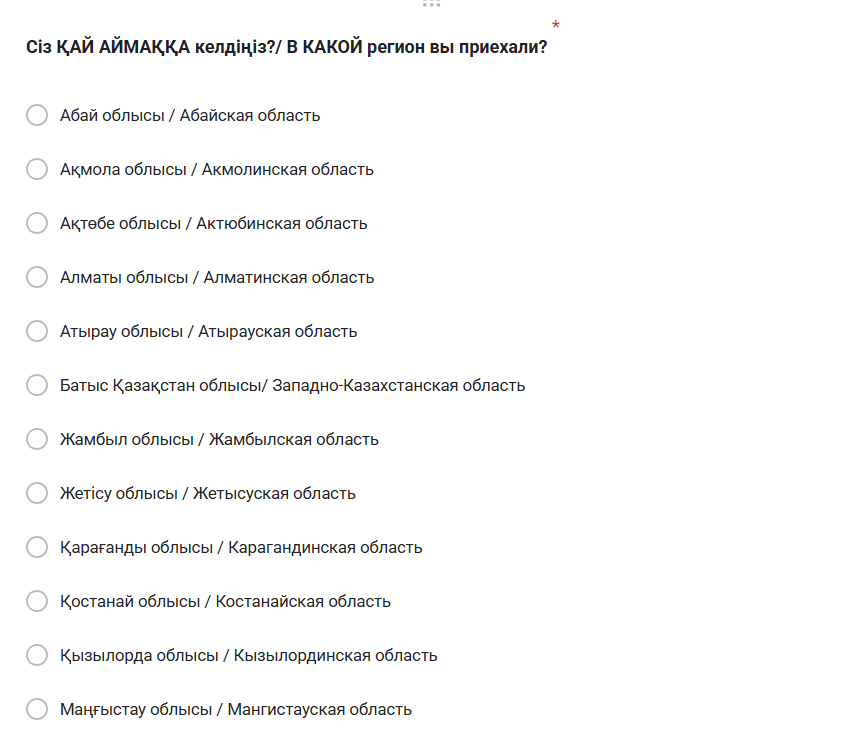 Сіз ҚАЙ АЙМАҚҚА келдіңіз?/ В КАКОЙ регион вы приехали? *
Абай облысы / Абайская область
Ақмола облысы / Акмолинская область
Ақтөбе облысы / Актюбинская область
Алматы облысы / Алматинская область
Атырау облысы / Атырауская область
Батыс Қазақстан облысы/ Западно-Казахстанская область
Жамбыл облысы / Жамбылская область
Жетісу облысы / Жетысуская область
Қарағанды облысы / Карагандинская область
Қостанай облысы / Костанайская область
Қызылорда облысы / Кызылординская область
Маңғыстау облысы / Мангистауская область